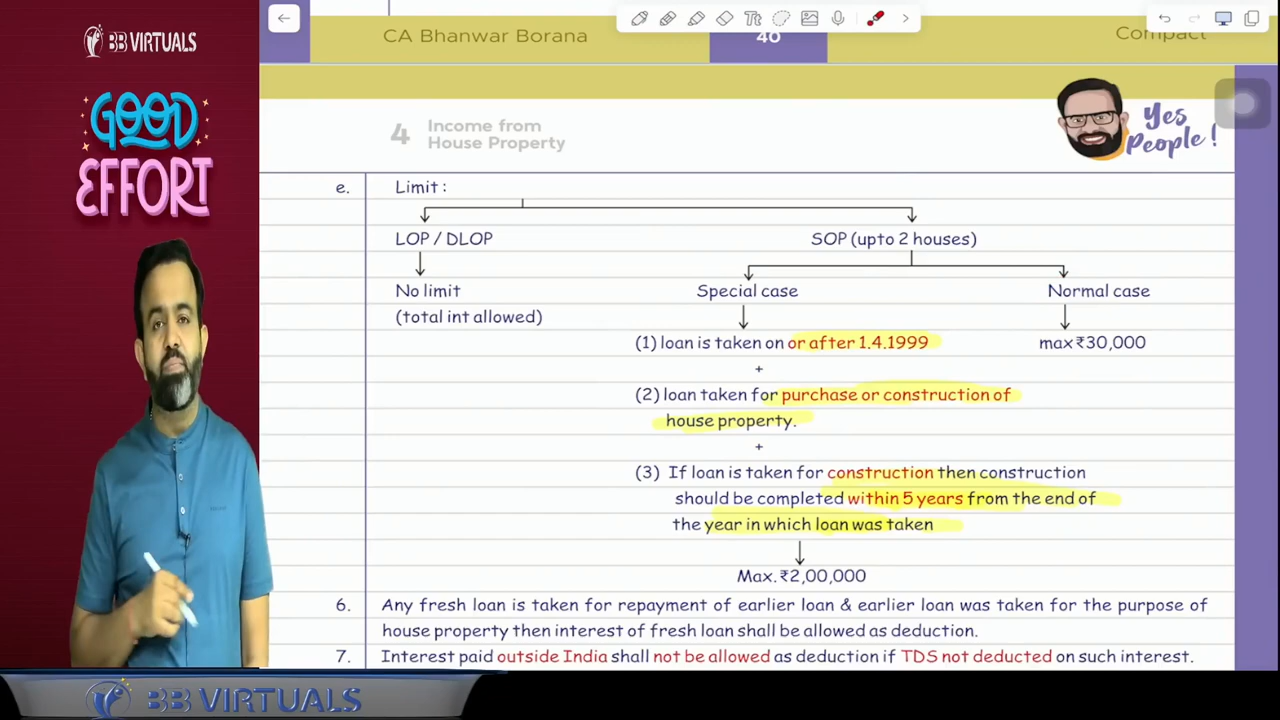 BB VIRTUALS
GOOD
EFFORT
CA Bhanwar Borana
40
Compact
Tt
4 Income from
House Property
Yes
People !
e. Limit :
LOP / DLOP
SOP (upto 2 houses)
No limit
Special case
Normal case
(total int allowed)
(1) loan is taken on or after 1.4.1999
max ₹30,000
+
(2) loan taken for purchase or construction of
house property.
+
(3) If loan is taken for construction then construction
should be completed within 5 years from the end of
the year in which loan was taken
Max. ₹2,00,000
6. Any fresh loan is taken for repayment of earlier loan & earlier loan was taken for the purpose of
house property then interest of fresh loan shall be allowed as deduction.
7. Interest paid outside India shall not be allowed as deduction if TDS not deducted on such interest.
BB VIRTUALS